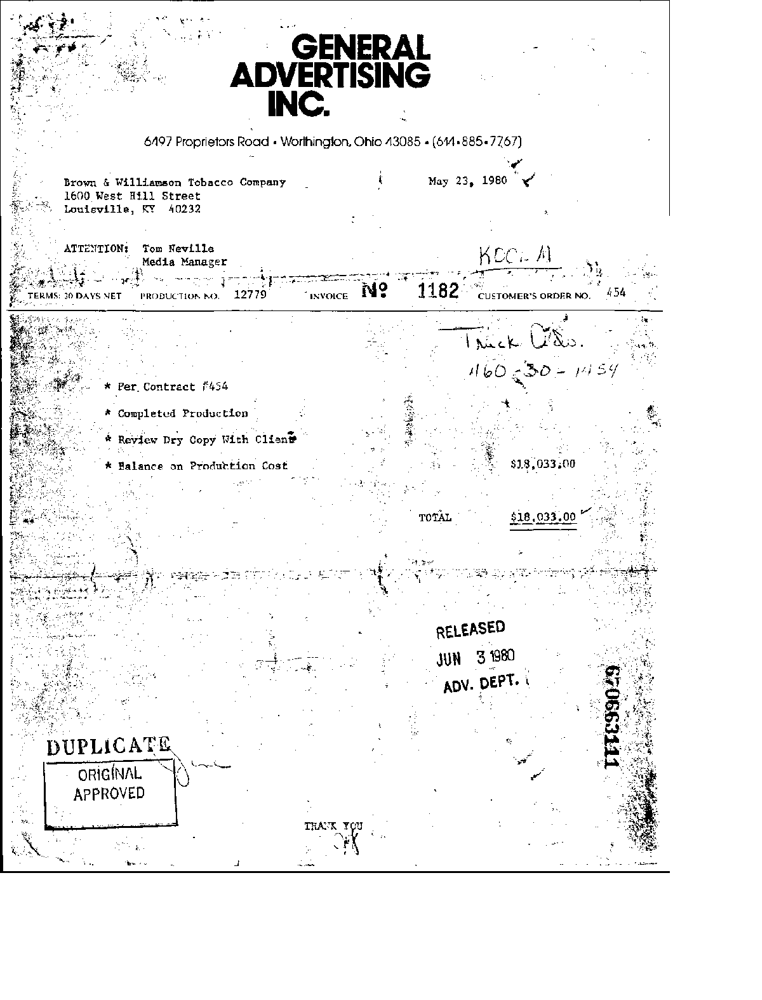 GENERAL
ADVERTISING
INC.
6497 Proprietors Road • Worthington, Ohio 43085 • (614•885•7767)
Brown & Williamson Tobacco Company
May 23, 1980
1600 West Hill Street
Louisville, KY 40232
ATTENTION: Tom Neville
Media Manager
TERMS: 30 DAYS NET PRODUCTION NO. 12779 INVOICE Nº 1182 CUSTOMER'S ORDER NO. 454
Truck
460-30-1454
* Per Contract #454
* Completed Production
* Review Dry Copy With Client
* Balance on Production Cost $18,033.00
TOTAL $18,033.00
RELEASED
JUN 3 1980
ADV. DEPT.
670663111
DUPLICATE
ORIGINAL
APPROVED
THANK YOU